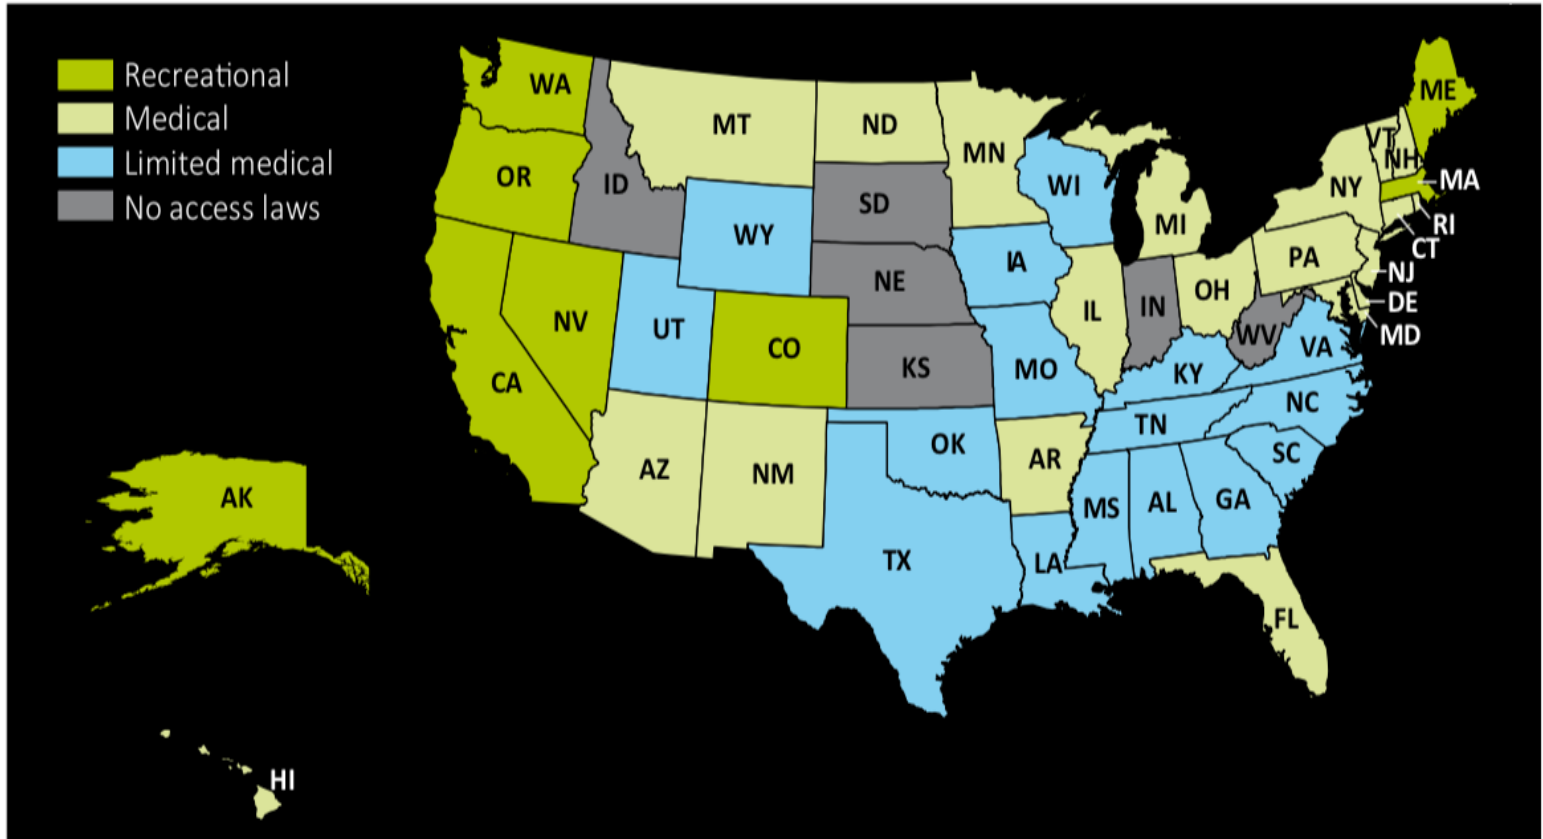 Recreational
Medical
Limited medical
No access laws
WA
MT
ND
MN
ME
VT
NH
OR
ID
WI
NY
MA
SD
MI
RI
WY
CT
IA
PA
NJ
NE
OH
DE
IL
IN
NV
UT
MD
WV
CO
VA
KS
MO
CA
KY
NC
TN
OK
SC
AR
AZ
NM
AK
MS
AL
GA
TX
LA
FL
HI